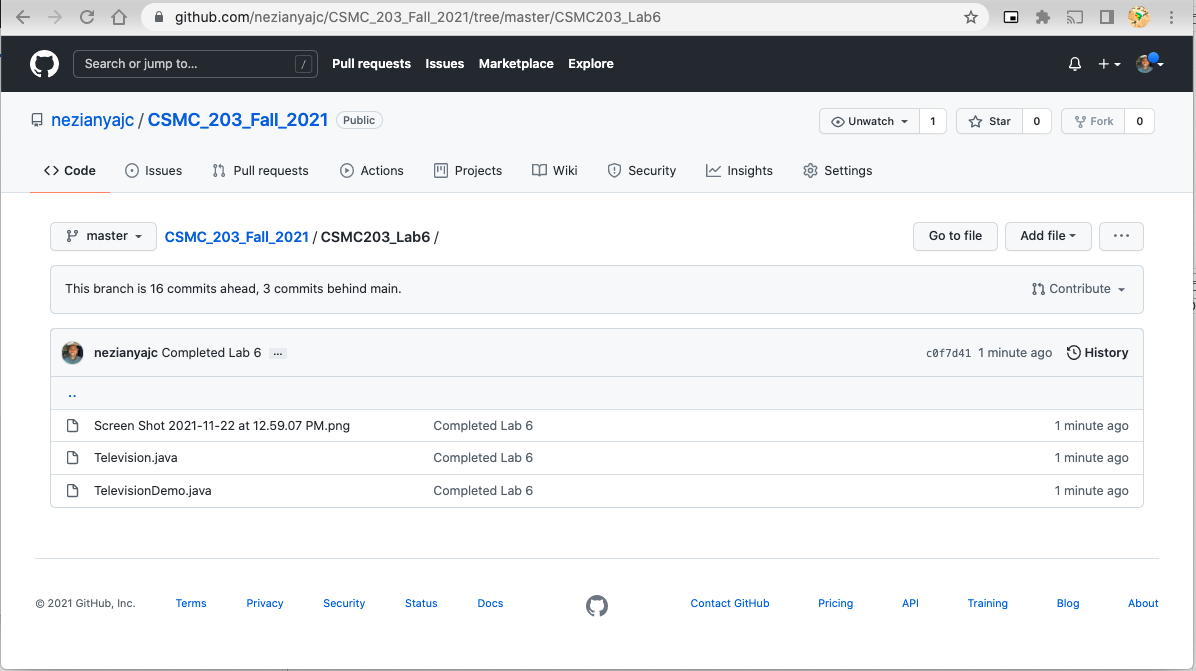 github.com/nezianyajc/CSMC_203_Fall_2021/tree/master/CSMC203_Lab6
Search or jump to... / Pull requests Issues Marketplace Explore
nezianyajc / CSMC_203_Fall_2021 Public Unwatch 1 Star 0 Fork 0
Code Issues Pull requests Actions Projects Wiki Security Insights Settings
master CSMC_203_Fall_2021 / CSMC203_Lab6 / Go to file Add file ...
This branch is 16 commits ahead, 3 commits behind main. Contribute
nezianyajc Completed Lab 6 ... c0f7d41 1 minute ago History
..
Screen Shot 2021-11-22 at 12.59.07 PM.png Completed Lab 6 1 minute ago
Television.java Completed Lab 6 1 minute ago
TelevisionDemo.java Completed Lab 6 1 minute ago
© 2021 GitHub, Inc. Terms Privacy Security Status Docs Contact GitHub Pricing API Training Blog About